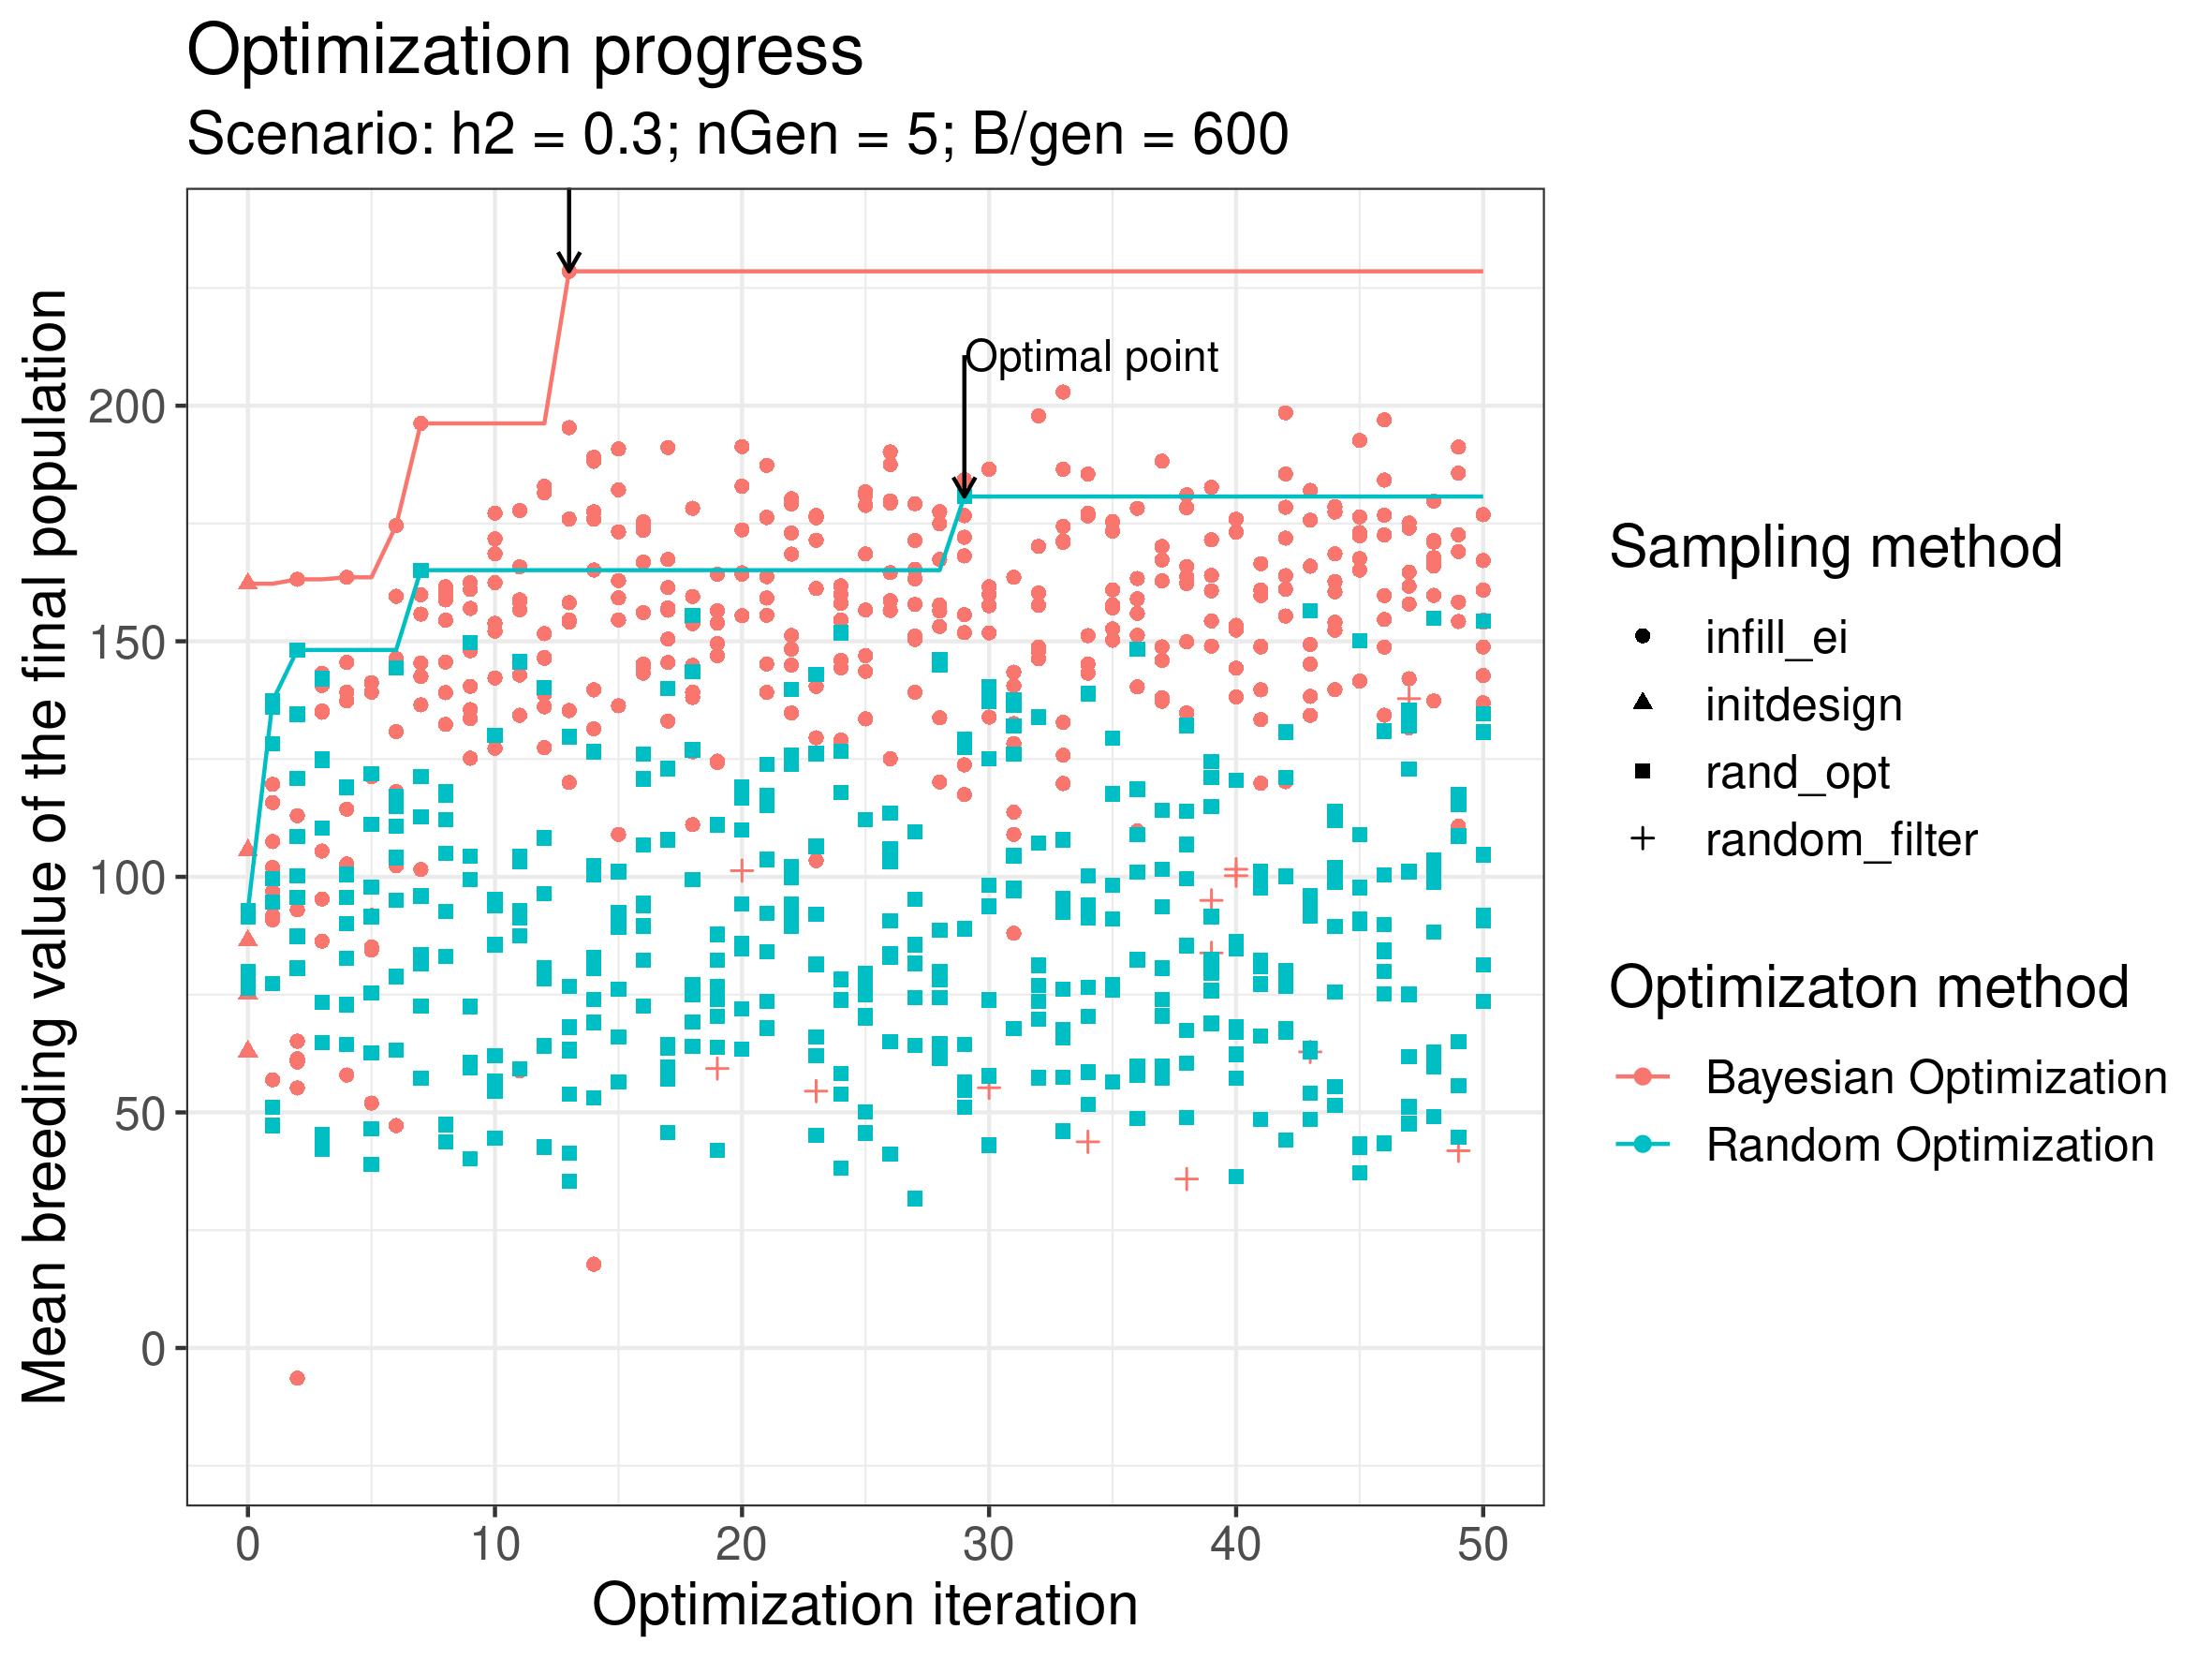 Optimization progress
Scenario: h2 = 0.3; nGen = 5; B/gen = 600
Mean breeding value of the final population
200
150
100
50
0
Optimal point
0 10 20 30 40 50
Optimization iteration
Sampling method
infill_ei
initdesign
rand_opt
random_filter
Optimizaton method
Bayesian Optimization
Random Optimization